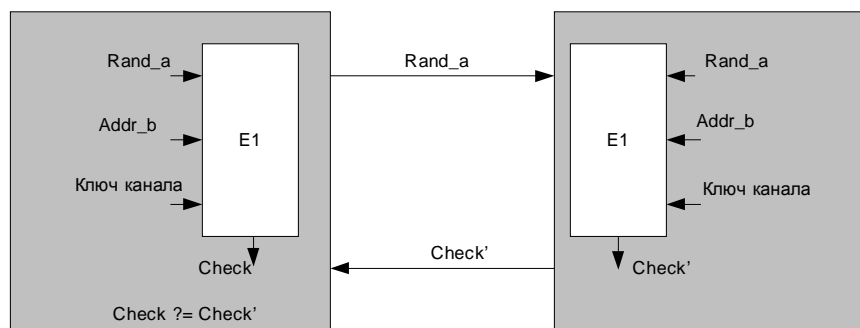 Rand_a
Addr_b
Ключ канала
E1
Check
Check ?= Check’
Rand_a
Check’
E1
Rand_a
Addr_b
Ключ канала
Check’